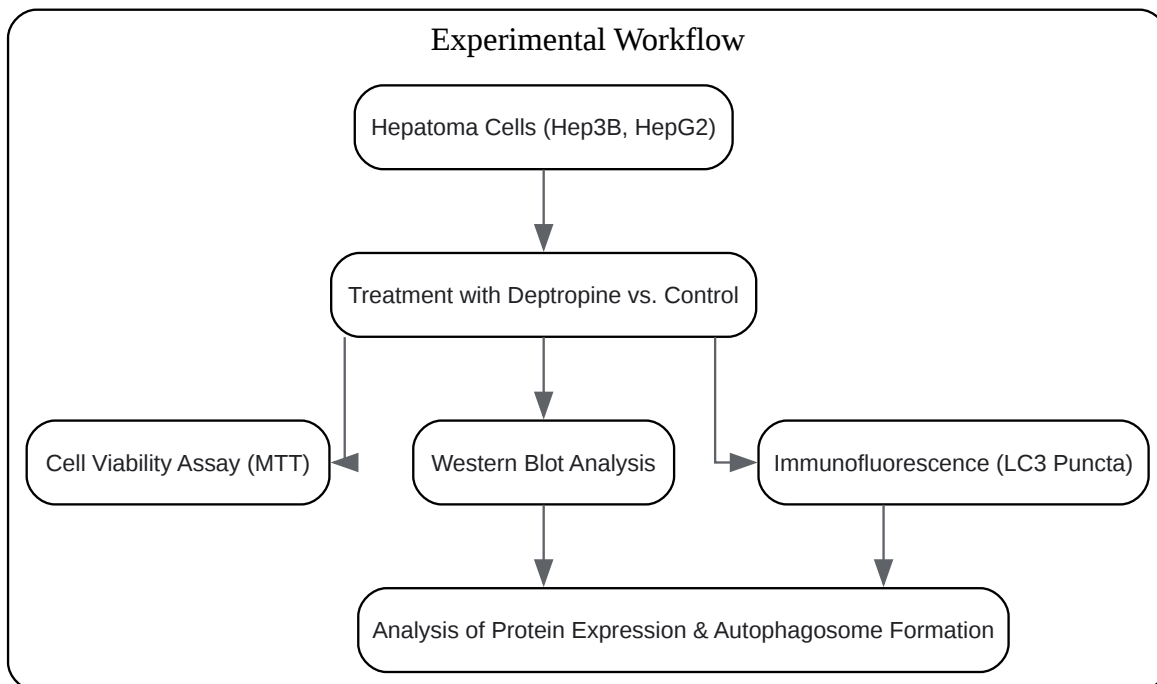 Experimental Workflow
Hepatoma Cells (Hep3B, HepG2)
Treatment with Deptropine vs. Control
Cell Viability Assay (MTT)
Western Blot Analysis
Immunofluorescence (LC3 Puncta)
Analysis of Protein Expression & Autophagosome Formation